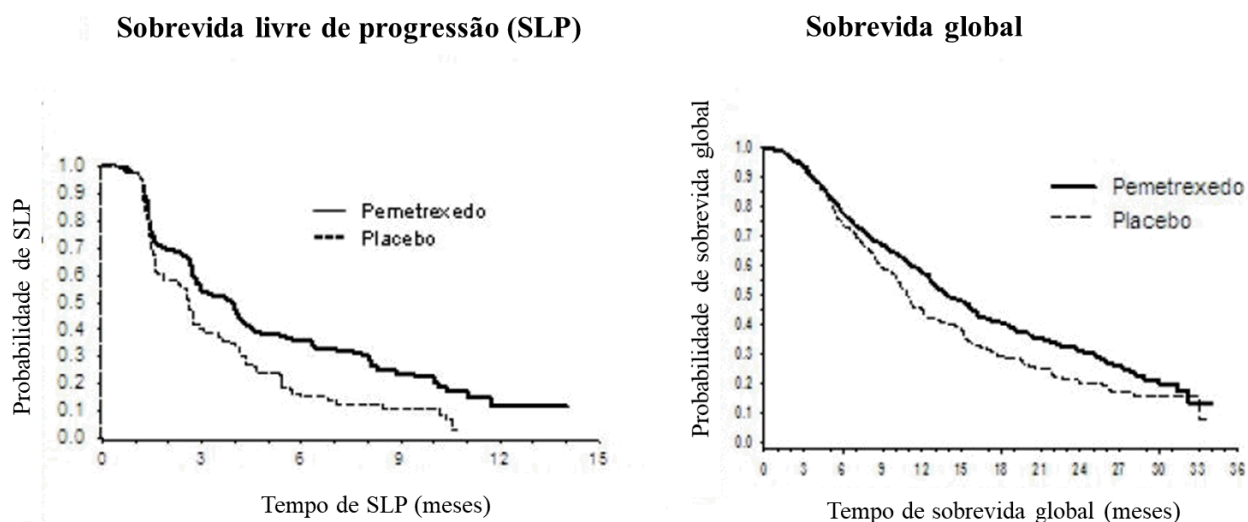 Sobrevida livre de progressão (SLP)
Probabilidade de SLP
1.0
0.9
0.8
0.7
0.6
0.5
0.4
0.3
0.2
0.1
0.0
Pemetrexedo
Placebo
0 3 6 9 12 15
Tempo de SLP (meses)
Sobrevida global
Probabilidade de sobrevida global
1.0
0.9
0.8
0.7
0.6
0.5
0.4
0.3
0.2
0.1
0.0
Pemetrexedo
Placebo
0 3 6 9 12 15 18 21 24 27 30 33 36
Tempo de sobrevida global (meses)